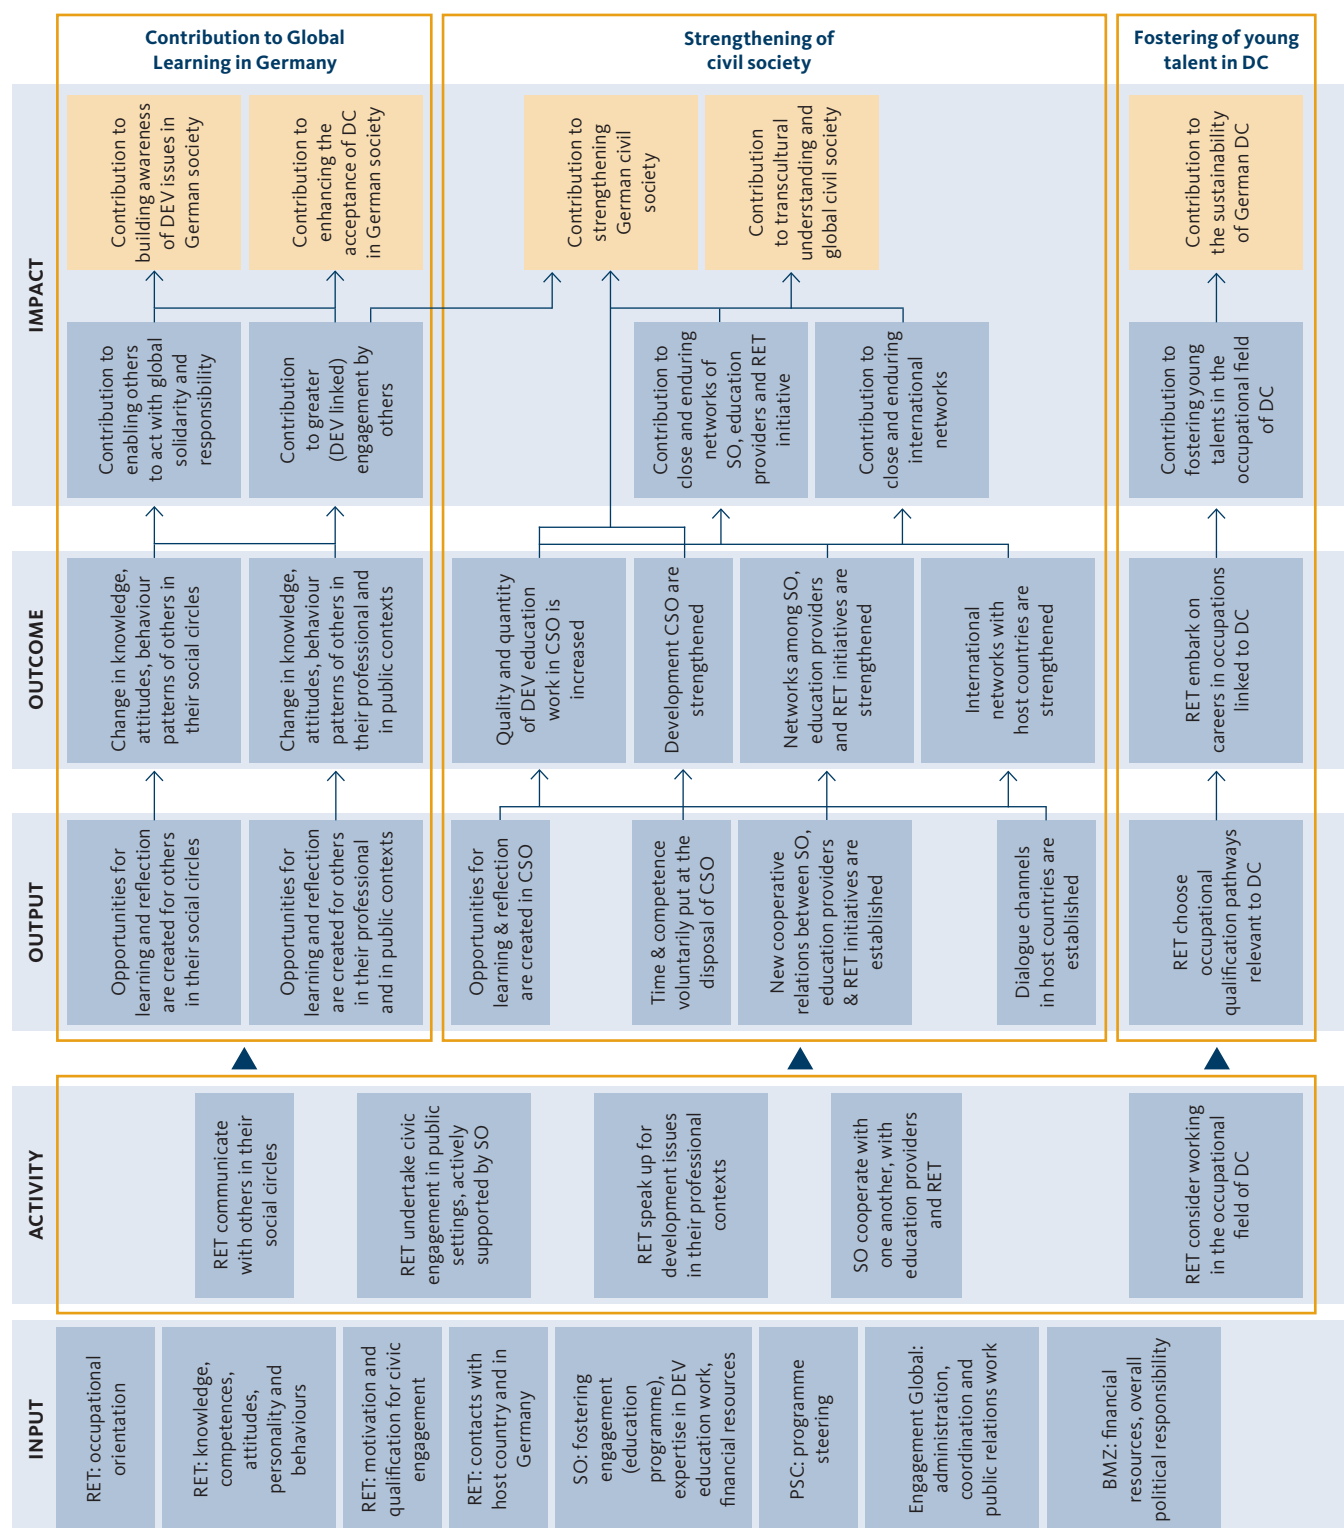 Contribution to Global
Learning in Germany
Strengthening of
civil society
Fostering of young
talent in DC
IMPACT
Contribution to
building awareness
of DEV issues in
German society
Contribution to
enhancing the
acceptance of DC
in German society
Contribution to
strengthening
German civil
society
Contribution
to transcultural
understanding and
global civil society
Contribution to
the sustainability
of German DC
Contribution to
enabling others
to act with global
solidarity and
responsibility
Contribution
to greater
(DEV linked)
engagement by
others
Contribution to
close and enduring
networks of
SO, education
providers and RET
initiative
Contribution to
close and enduring
international
networks
Contribution to
fostering young
talents in the
occupational field
of DC
OUTCOME
Change in knowledge,
attitudes, behaviour
patterns of others in
their social circles
Change in knowledge,
attitudes, behaviour
patterns of others in
their professional and
in public contexts
Quality and quantity
of DEV education
work in CSO is
increased
Development CSO are
strengthened
Networks among SO,
education providers
and RET initiatives are
strengthened
International
networks with
host countries are
strengthened
RET embark on
careers in occupations
linked to DC
OUTPUT
Opportunities for
learning and reflection
are created for others
in their social circles
Opportunities for
learning and reflection
are created for others
in their professional
and in public contexts
Opportunities for
learning & reflection
are created in CSO
Time & competence
voluntarily put at the
disposal of CSO
New cooperative
relations between SO,
education providers
& RET initiatives are
established
Dialogue channels
in host countries are
established
RET choose
occupational
qualification pathways
relevant to DC
ACTIVITY
RET communicate
with others in their
social circles
RET undertake civic
engagement in public
settings, actively
supported by SO
RET speak up for
development issues
in their professional
contexts
SO cooperate with
one another, with
education providers
and RET
RET consider working
in the occupational
field of DC
INPUT
RET: occupational
orientation
RET: knowledge,
competences,
attitudes,
personality and
behaviours
RET: motivation and
qualification for civic
engagement
RET: contacts with
host country and in
Germany
SO: fostering
engagement
(education
programme),
expertise in DEV
education work,
financial resources
PSC: programme
steering
Engagement Global:
administration,
coordination and
public relations work
BMZ: financial
resources, overall
political responsibility